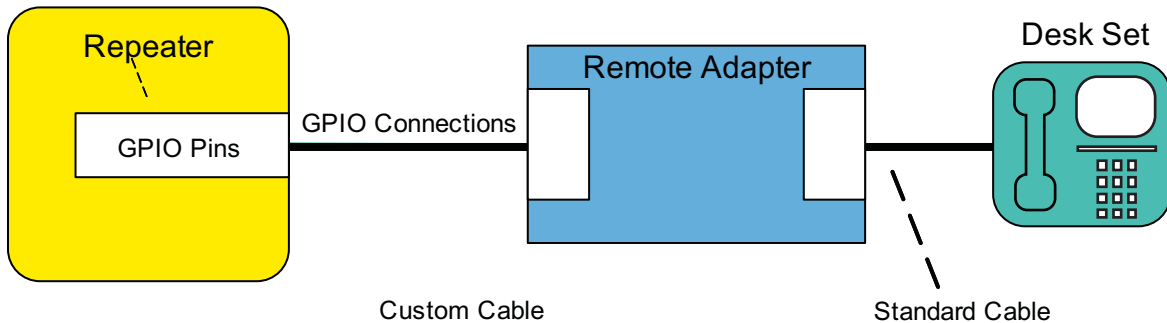 Repeater
GPIO Pins
GPIO Connections
Remote Adapter
Desk Set
Custom Cable
Standard Cable